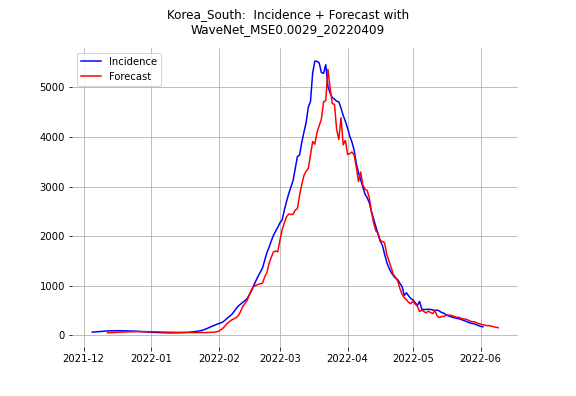 Korea_South:  Incidence + Forecast with
WaveNet_MSE0.0029_20220409
Incidence
Forecast
5000
4000
3000
2000
1000
0
2021-12 2022-01 2022-02 2022-03 2022-04 2022-05 2022-06